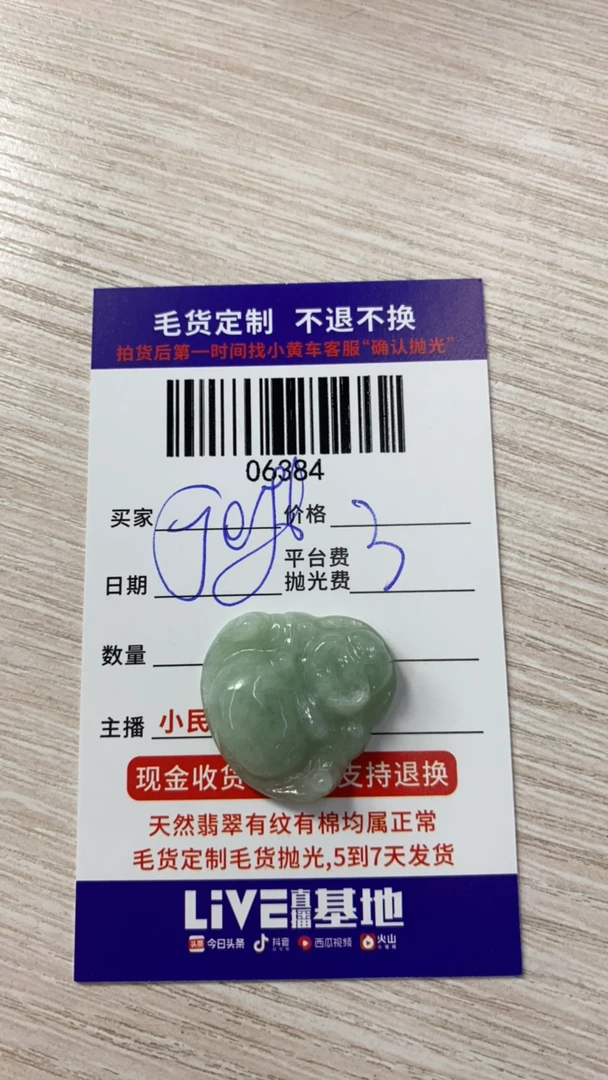 毛货定制 不退不换
拍货后第一时间找小黄车客服“确认抛光”
06384
买家 价格
日期 平台费 抛光费 3
数量
主播 小民
现金收货 支持退换
天然翡翠有纹有棉均属正常
毛货定制毛货抛光,5到7天发货
LiVE直播基地
头条 今日头条 抖音 西瓜视频 火山